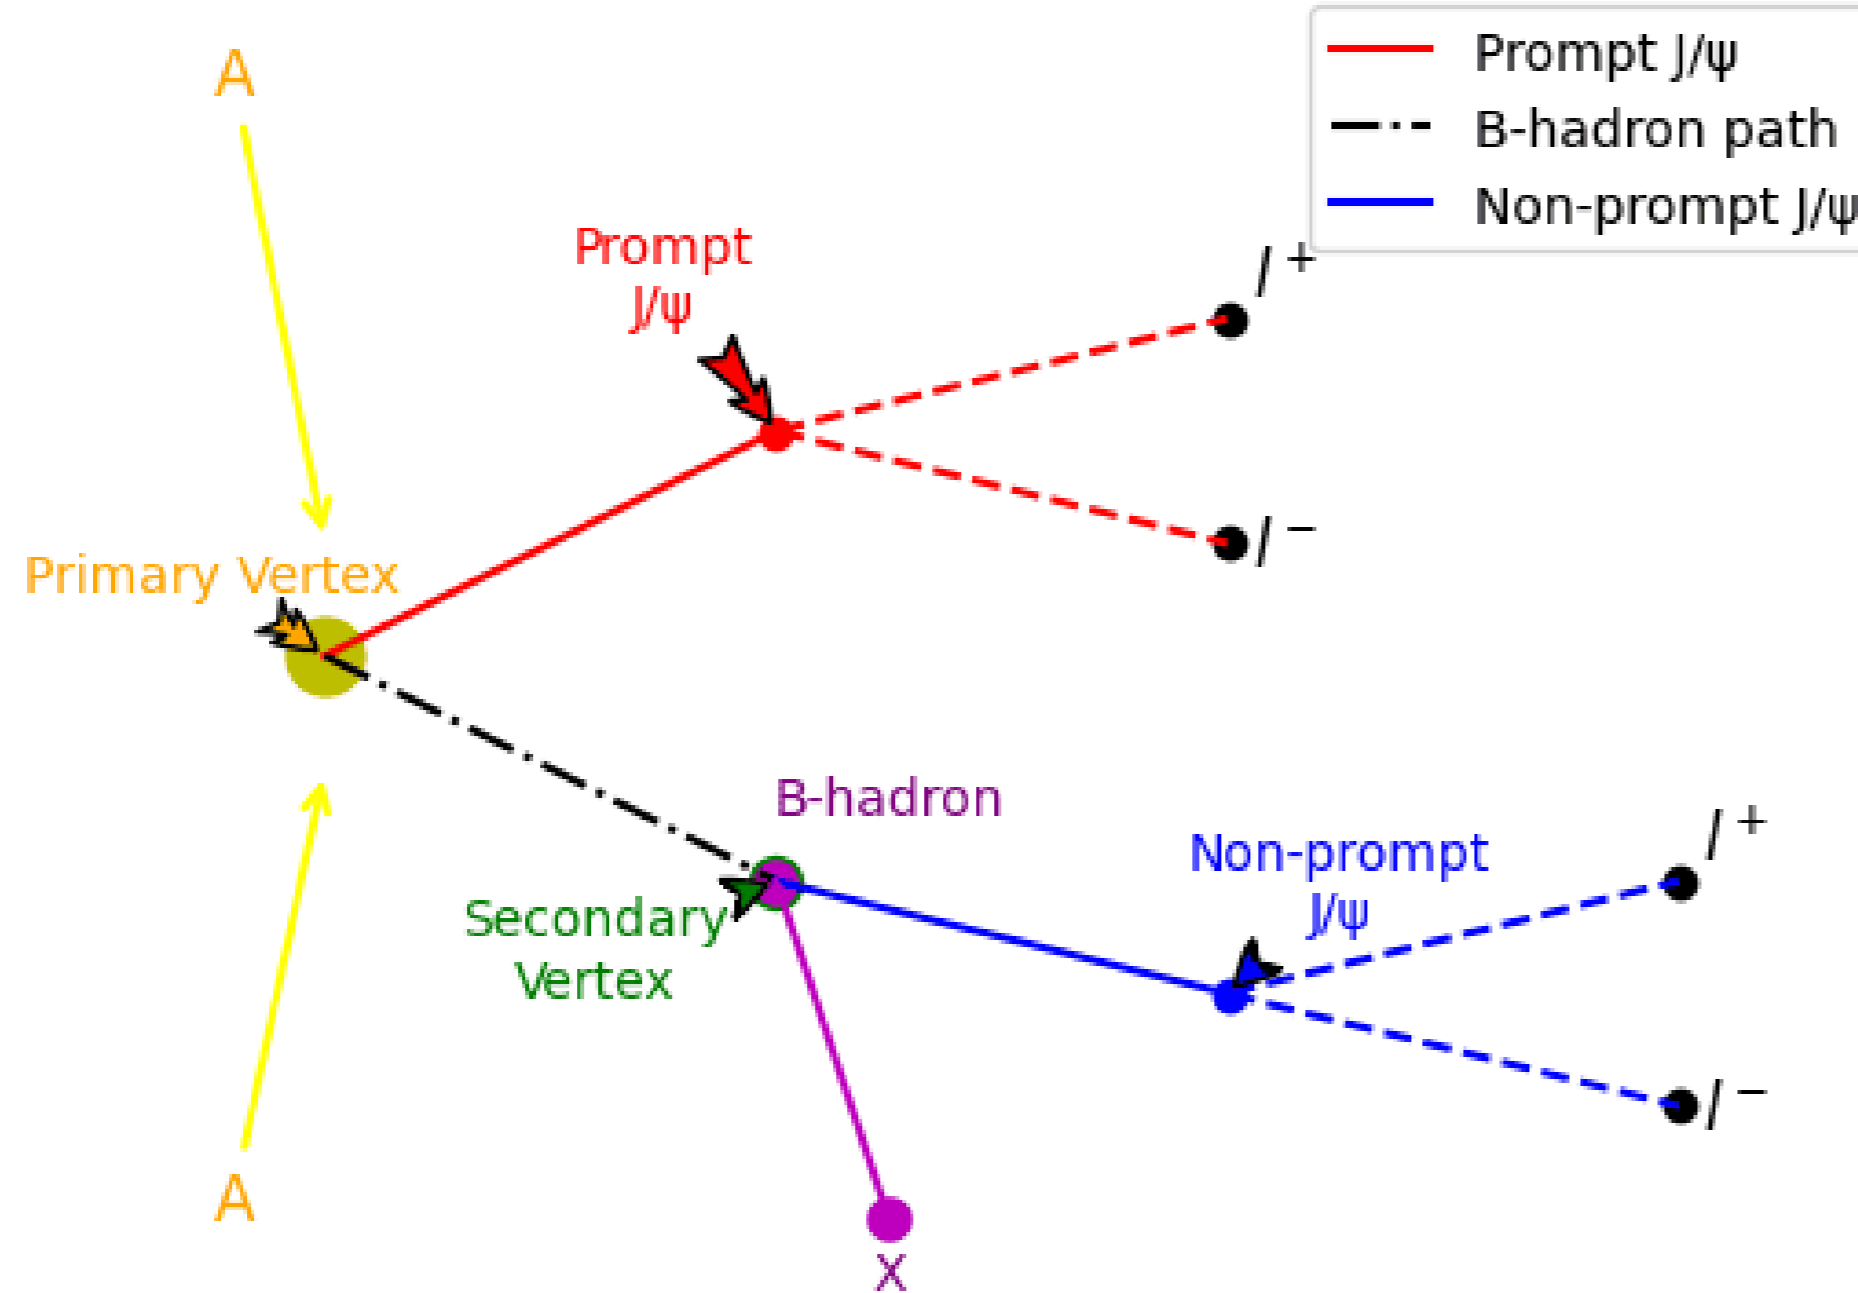 Prompt J/ψ
B-hadron path
Non-prompt J/ψ
A
Prompt
J/ψ
l +
l −
Primary Vertex
B-hadron
Non-prompt
J/ψ
l +
Secondary
Vertex
l −
A
X